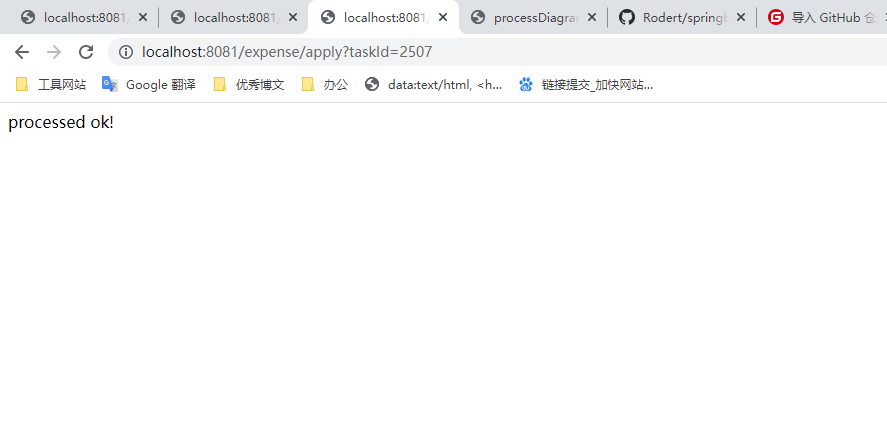 localhost:8081/ localhost:8081/ localhost:8081/ processDiagra Rodert/spring 导入 GitHub
localhost:8081/expense/apply?taskId=2507
工具网站 Google 翻译 优秀博文 办公 data:text/html, <h... 链接提交_加快网站...
processed ok!